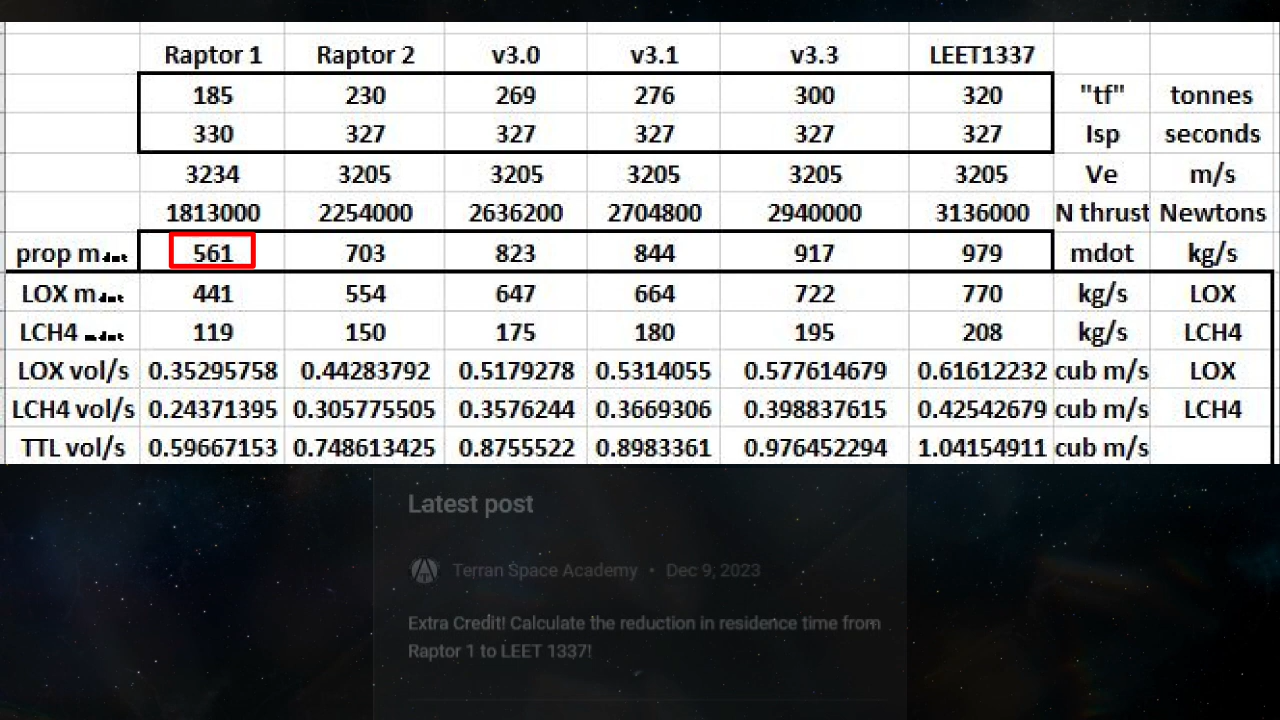 Raptor 1 Raptor 2 v3.0 v3.1 v3.3 LEET1337
185 230 269 276 300 320 "tf" tonnes
330 327 327 327 327 327 Isp seconds
3234 3205 3205 3205 3205 3205 Ve m/s
1813000 2254000 2636200 2704800 2940000 3136000 N thrust Newtons
prop mdot 561 703 823 844 917 979 mdot kg/s
LOX mdot 441 554 647 664 722 770 kg/s LOX
LCH4 mdot 119 150 175 180 195 208 kg/s LCH4
LOX vol/s 0.35295758 0.44283792 0.5179278 0.5314055 0.577614679 0.61612232 cub m/s LOX
LCH4 vol/s 0.24371395 0.305775505 0.3576244 0.3669306 0.398837615 0.42542679 cub m/s LCH4
TTL vol/s 0.59667153 0.748613425 0.8755522 0.8983361 0.976452294 1.04154911 cub m/s
Latest post
Terran Space Academy • Dec 9, 2023
Extra Credit! Calculate the reduction in residence time from
Raptor 1 to LEET 1337!